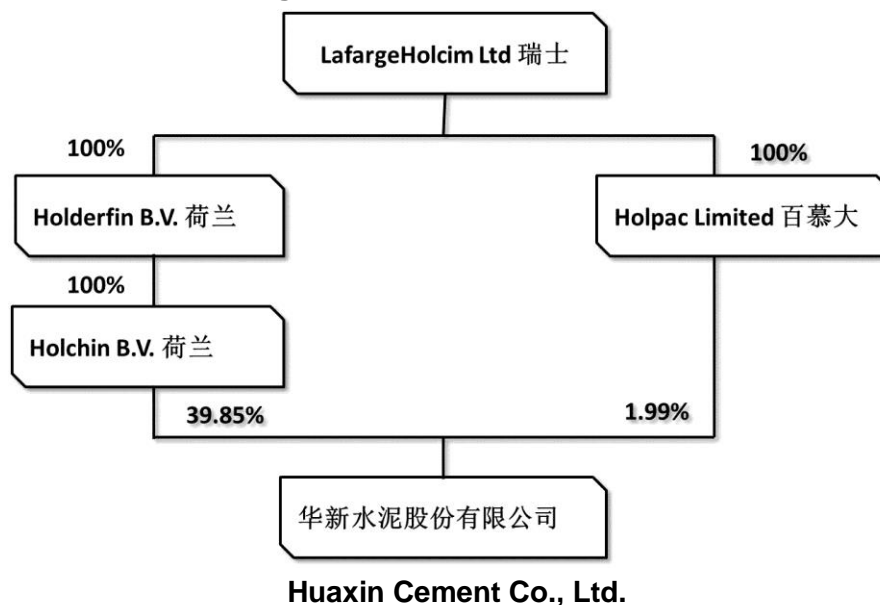 LafargeHolcim Ltd 瑞士
100%
100%
Holderfin B.V. 荷兰
Holpac Limited 百慕大
100%
Holchin B.V. 荷兰
39.85%
1.99%
华新水泥股份有限公司
Huaxin Cement Co., Ltd.